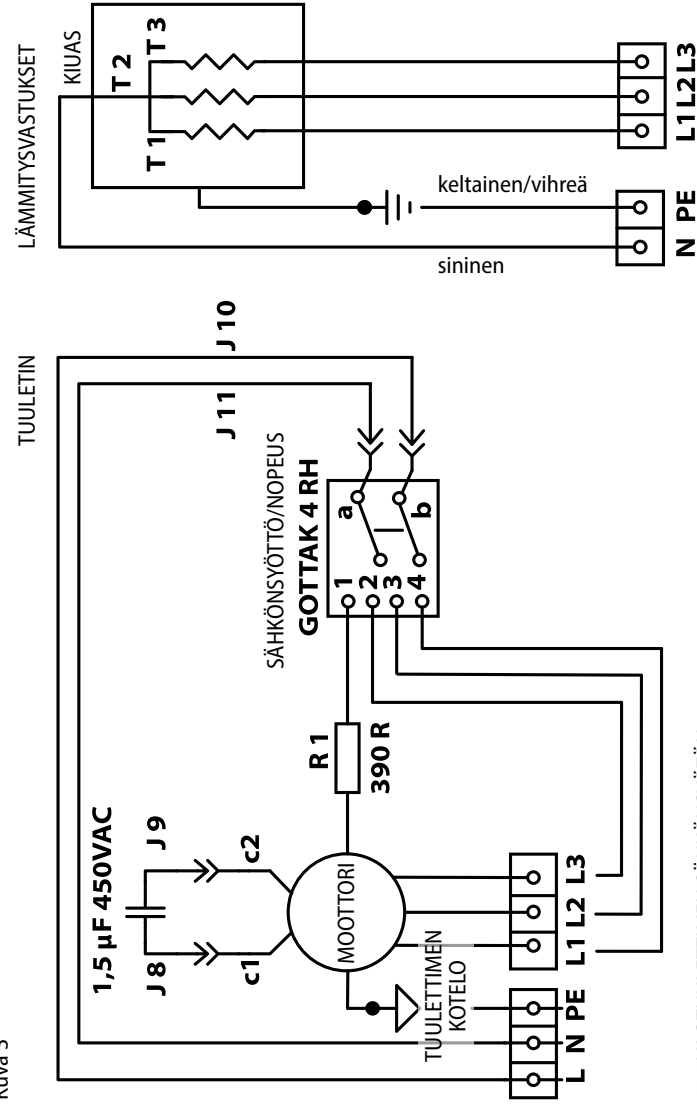 Kuva 5
LÄMMITYSVASTUKSET
KIUAS
T 1
T 2
T 3
L1 L2 L3
keltainen/vihreä
N PE
sininen
TUULETIN
J 10
J 11
SÄHKÖNSYÖTTÖ/NOPEUS
GOTTAK 4 RH
a
b
1
2
3
4
R 1
390 R
1,5 µF 450VAC
J 8
J 9
c1
c2
MOOTTORI
TUULETTIMEN
KOTELO
L1 L2 L3
L N PE